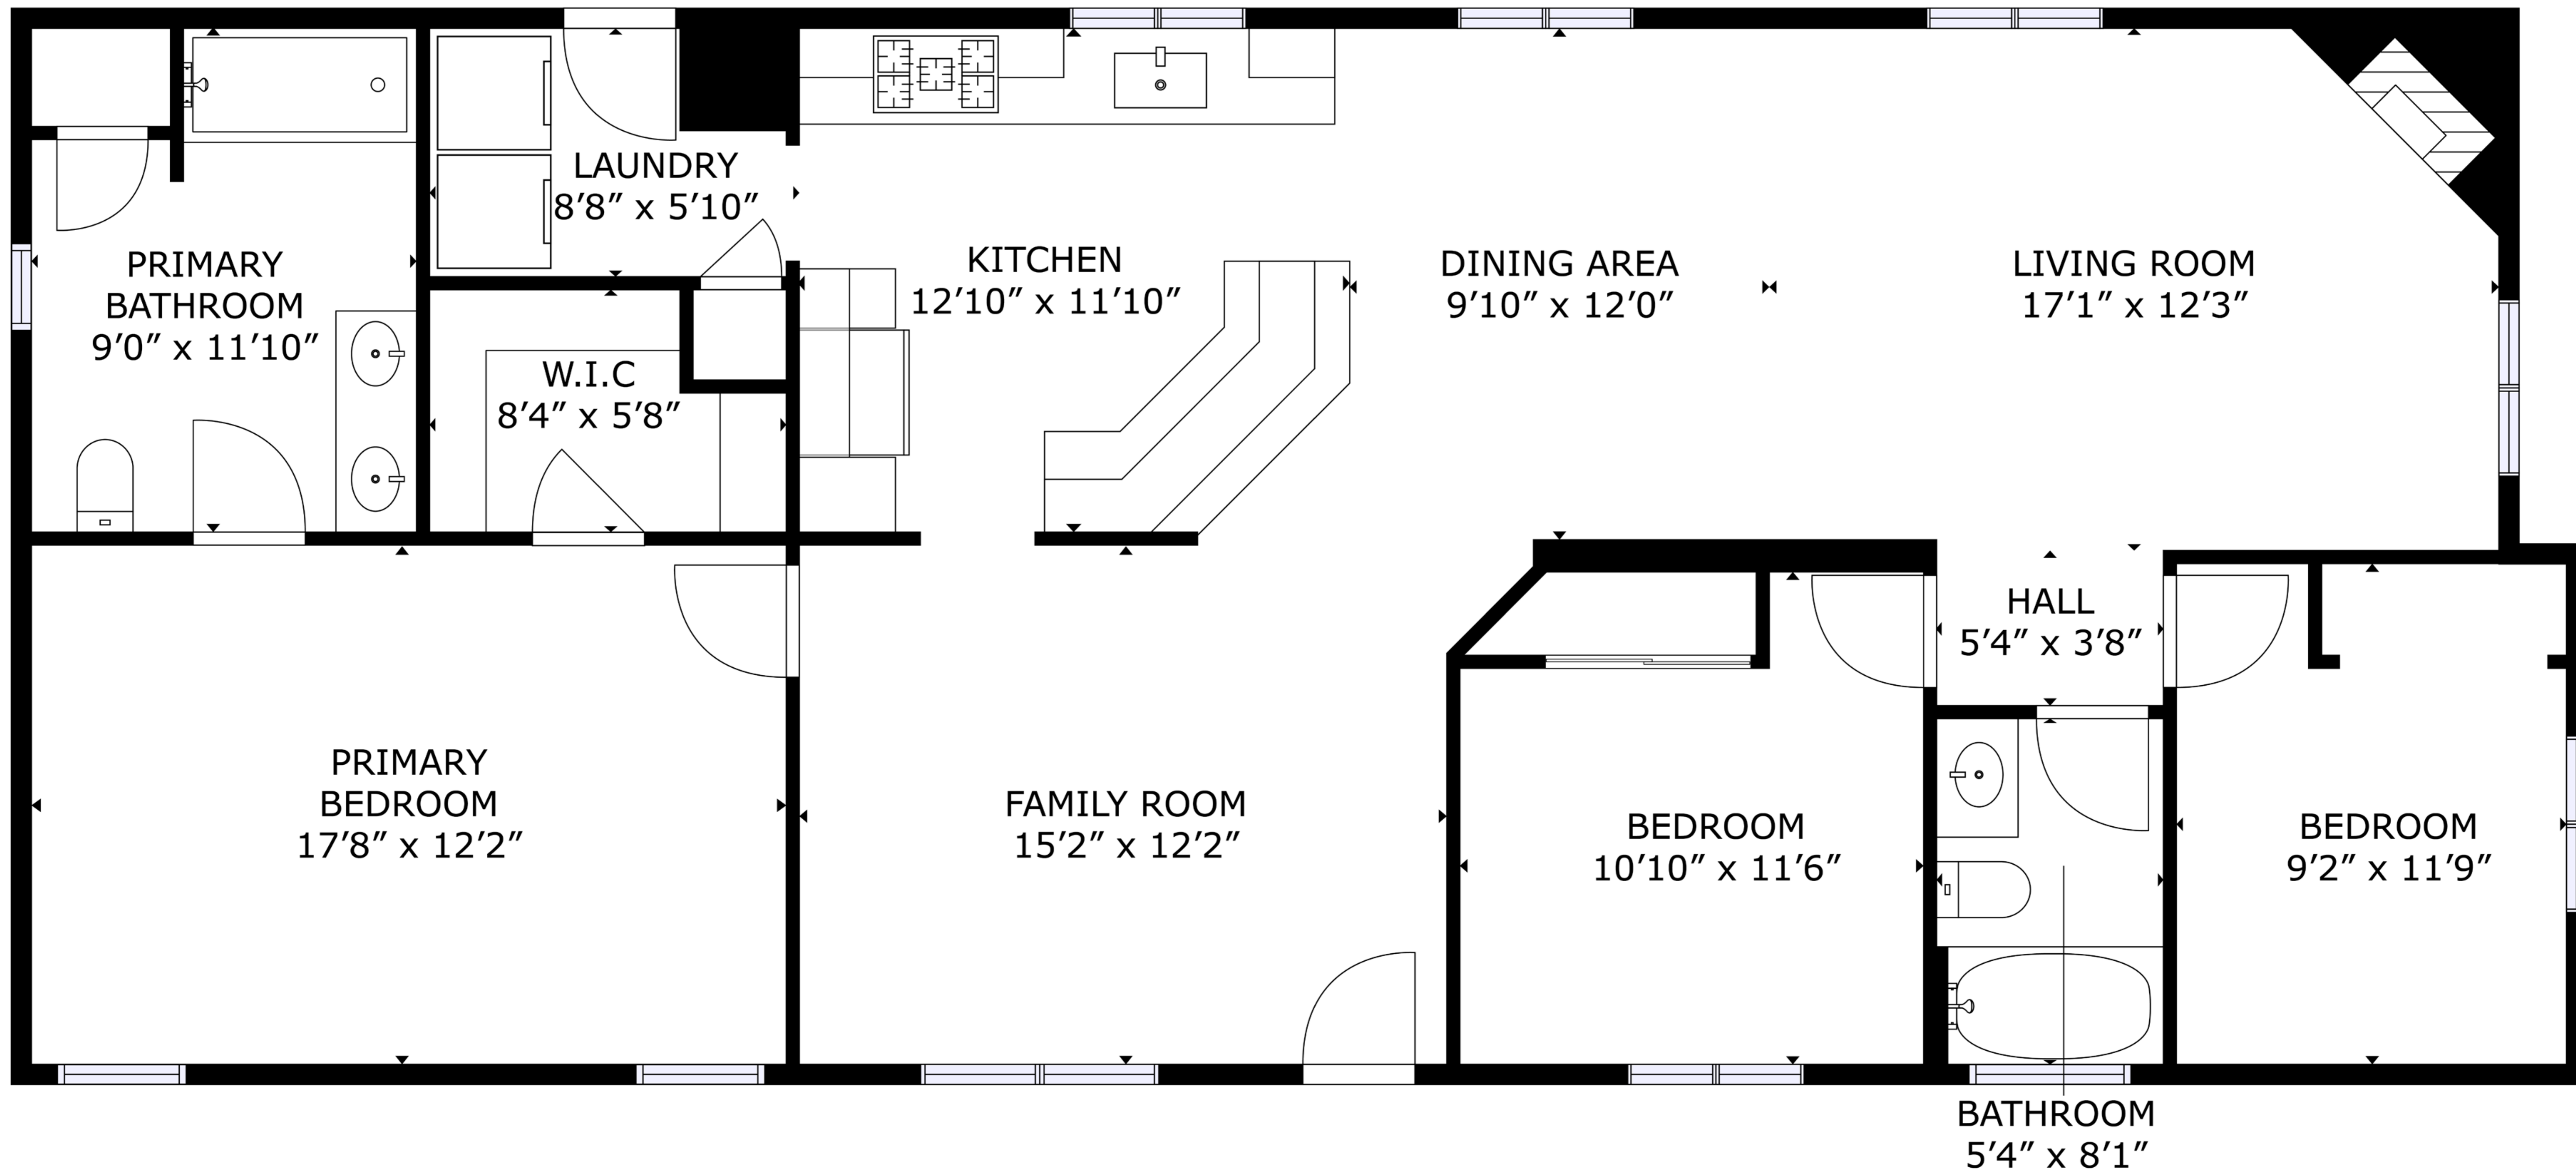 LAUNDRY
8’8” x 5’10”
PRIMARY
BATHROOM
9’0” x 11’10”
KITCHEN
12’10” x 11’10”
DINING AREA
9’10” x 12’0”
LIVING ROOM
17’1” x 12’3”
W.I.C
8’4” x 5’8”
HALL
5’4” x 3’8”
PRIMARY
BEDROOM
17’8” x 12’2”
FAMILY ROOM
15’2” x 12’2”
BEDROOM
10’10” x 11’6”
BEDROOM
9’2” x 11’9”
BATHROOM
5’4” x 8’1”